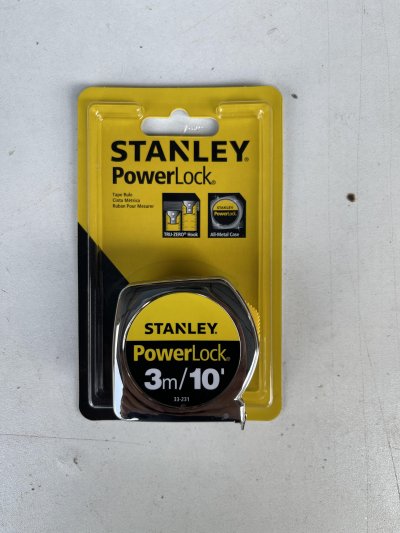 STANLEY®
PowerLock®
Tape Rule
Cinta Métrica
Ruban Pour Mesurer
STANLEY
PowerLock
TRU-ZERO® Hook
All-Metal Case
STANLEY®
PowerLock®
3m/10'
33-231